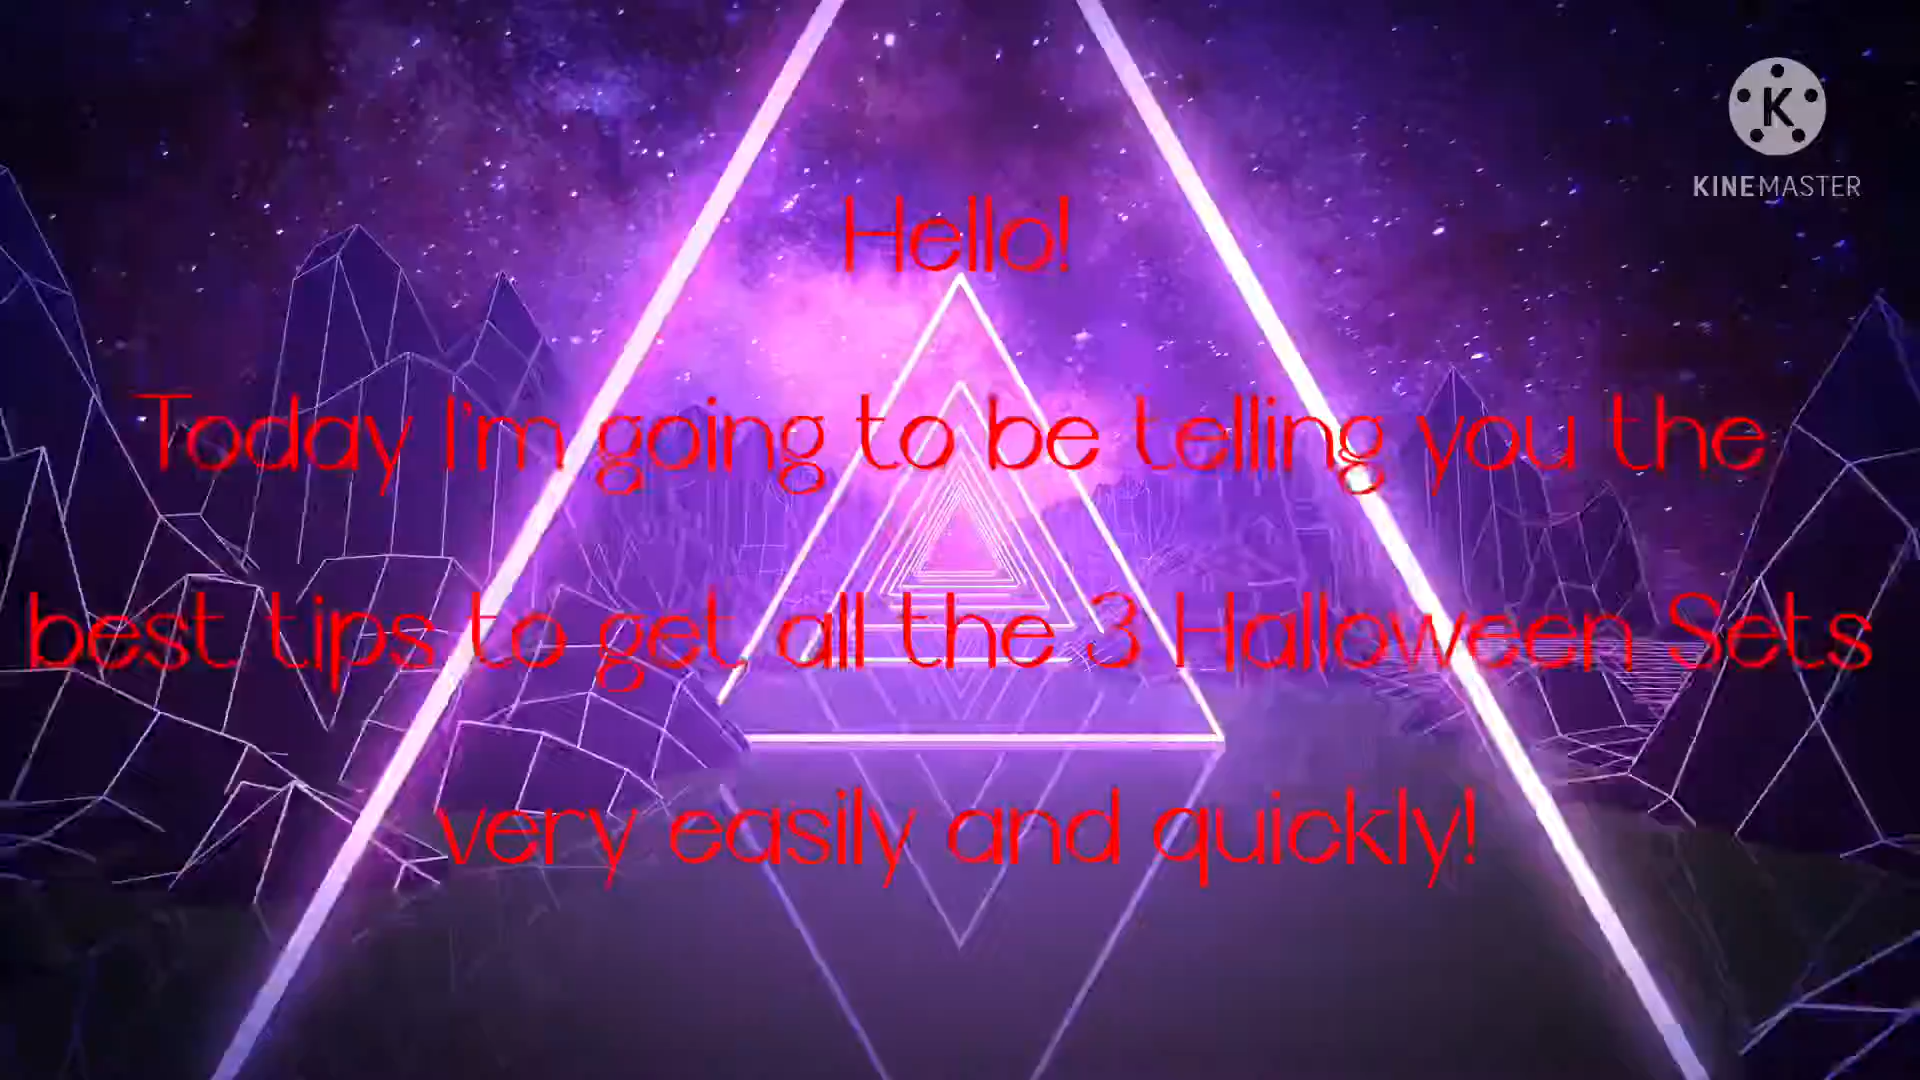 K
KINEMASTER
Hello!
Today I'm going to be telling you the
best tips to get all the 3 Halloween Sets
very easily and quickly!